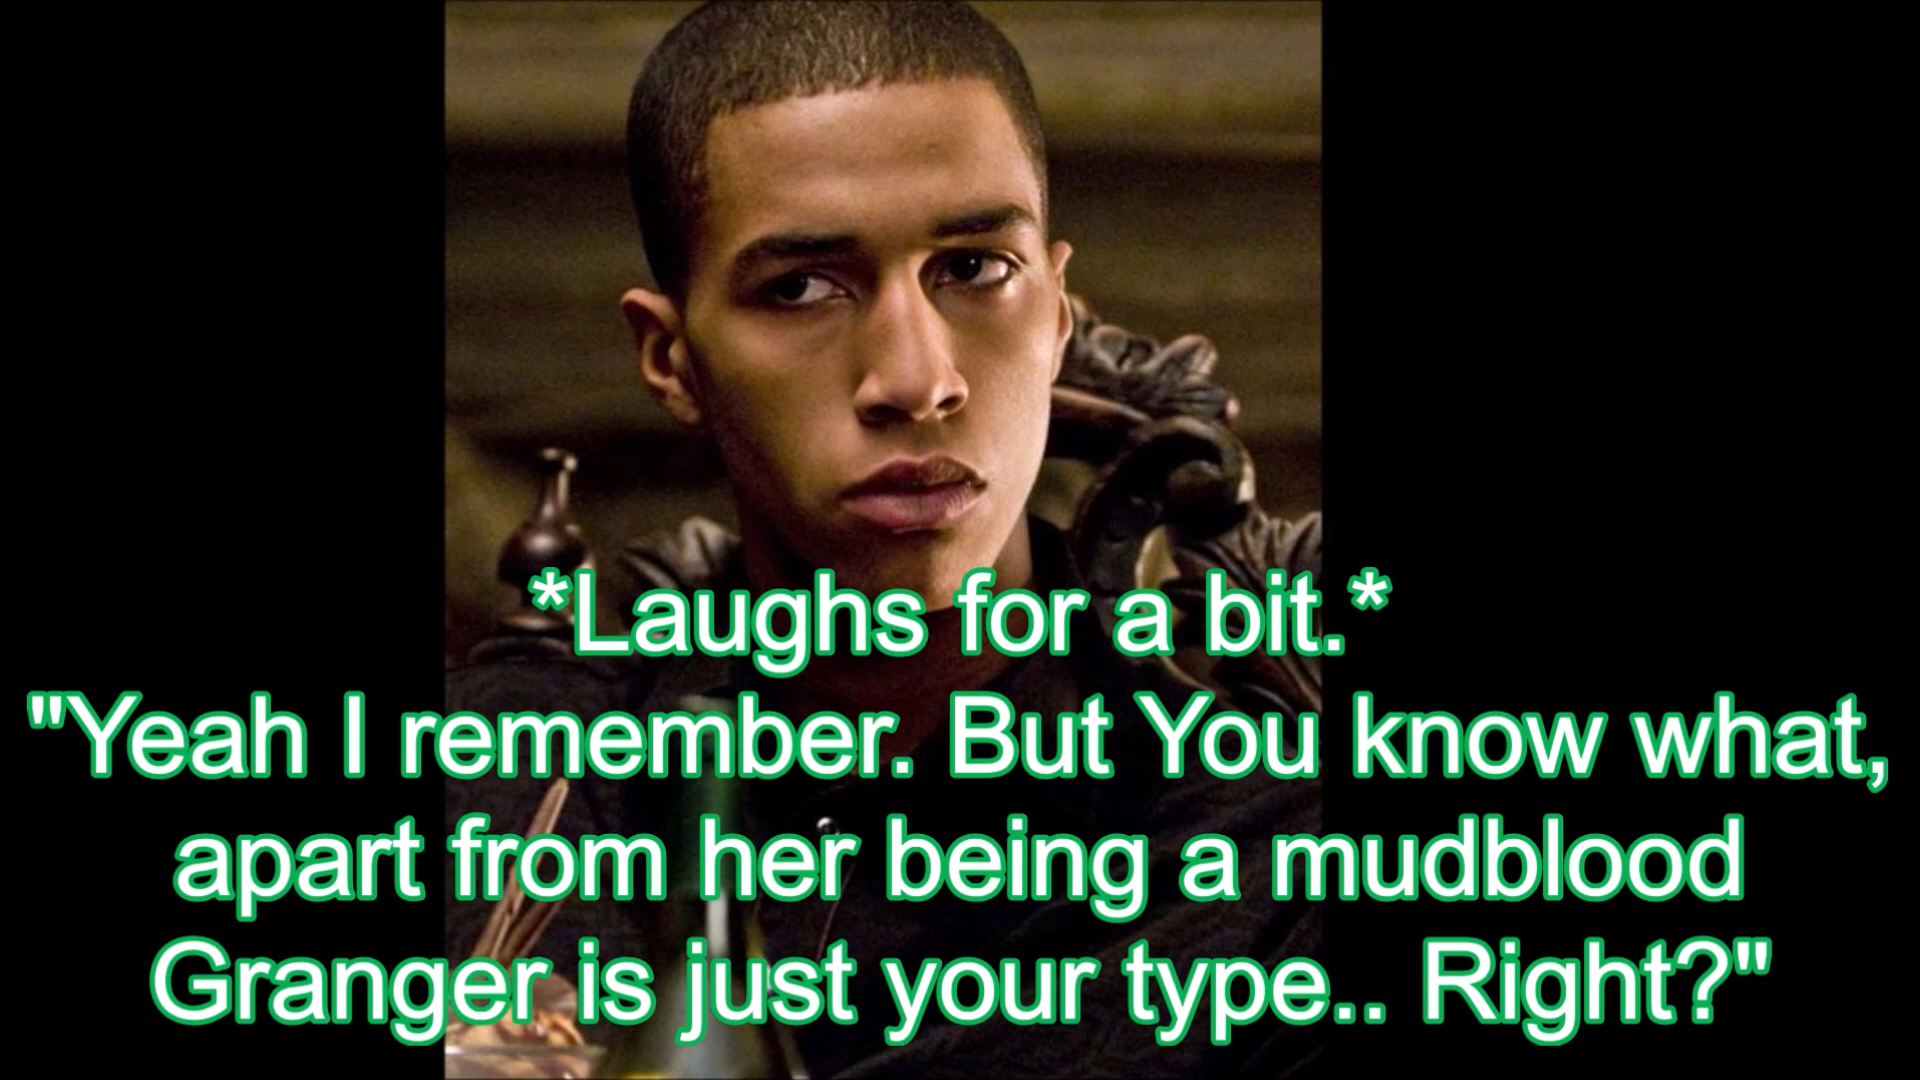 *Laughs for a bit.*
"Yeah I remember. But You know what,
apart from her being a mudblood
Granger is just your type.. Right?"